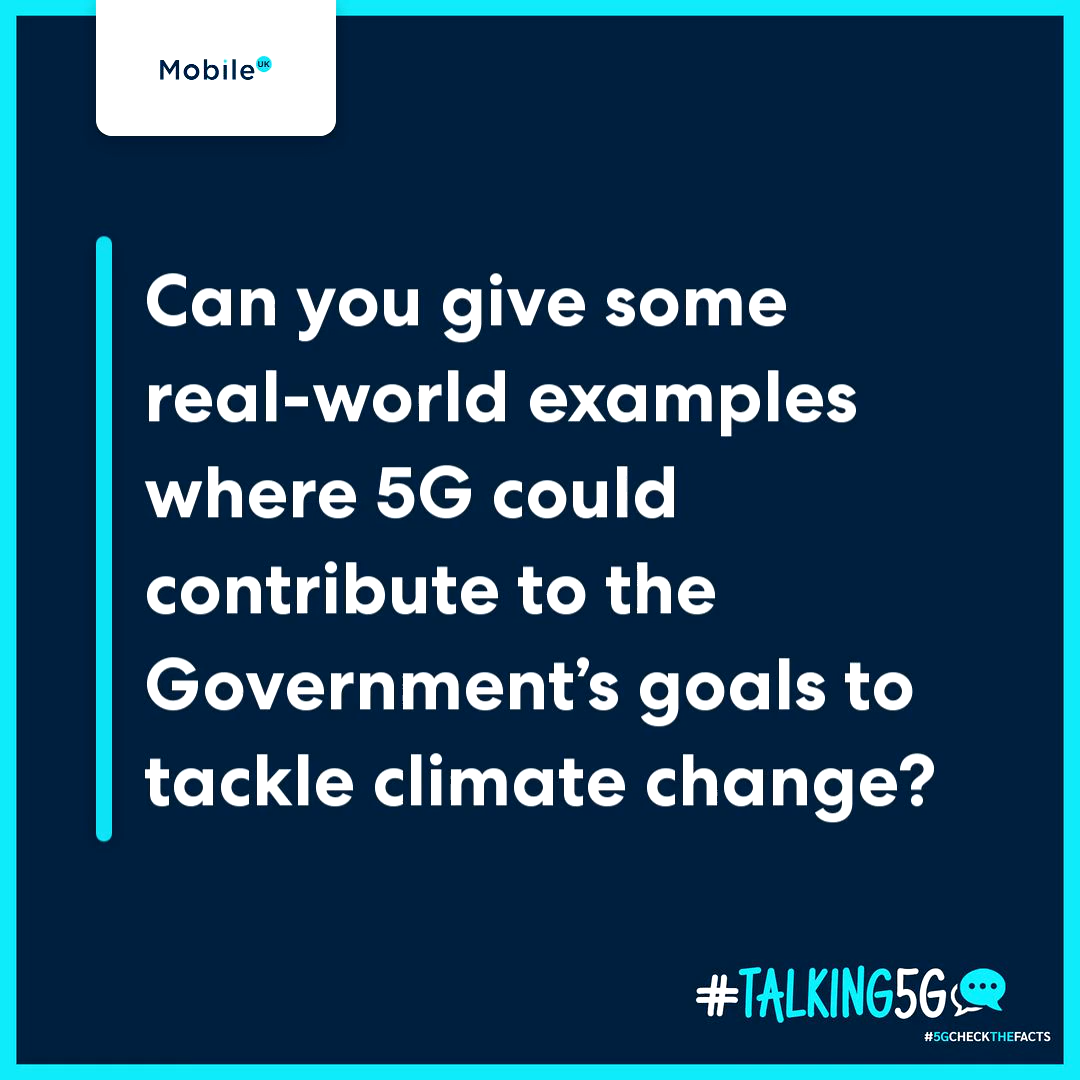 Mobile UK
Can you give some
real-world examples
where 5G could
contribute to the
Government’s goals to
tackle climate change?
#TALKING5G
#5GCHECKTHEFACTS